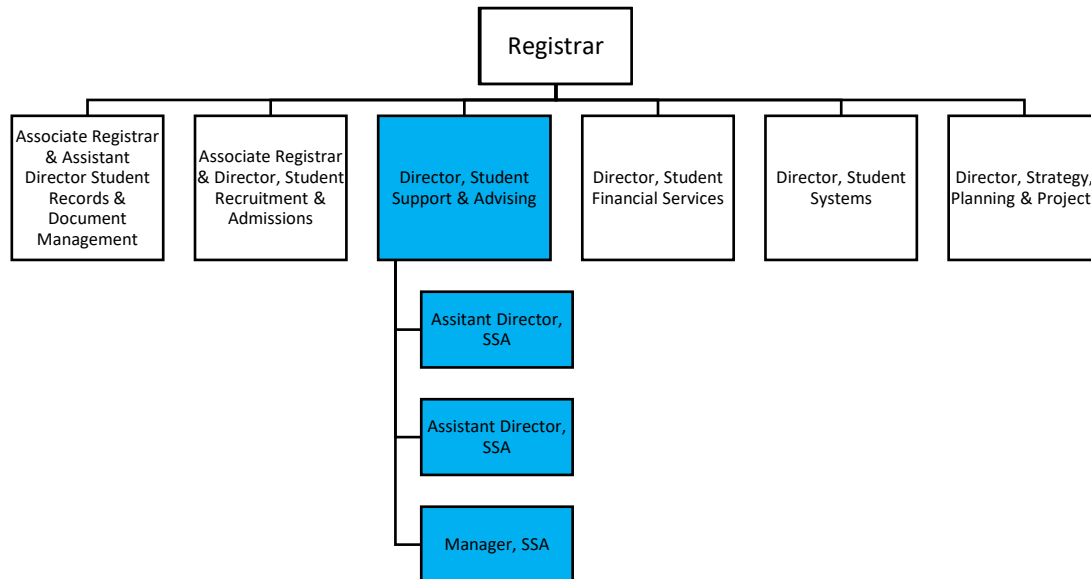 Registrar
Associate Registrar
& Assistant
Director Student
Records &
Document
Management
Associate Registrar
& Director, Student
Recruitment &
Admissions
Director, Student
Support & Advising
Director, Student
Financial Services
Director, Student
Systems
Director, Strategy,
Planning & Project
Assitant Director,
SSA
Assistant Director,
SSA
Manager, SSA